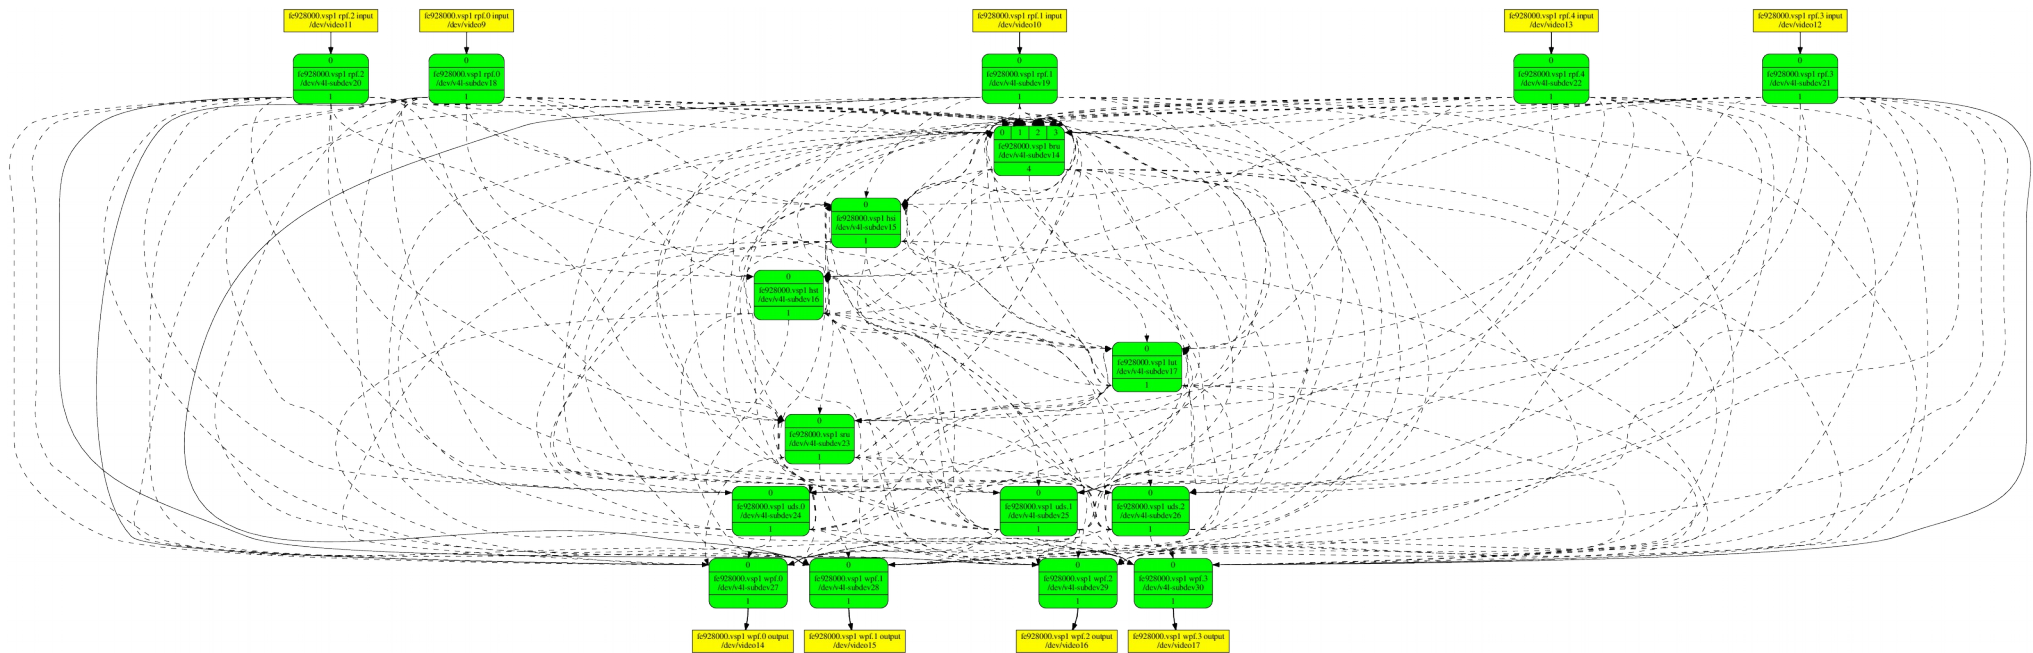 fe928000.vsp1 rpf.2 input
/dev/video11
fe928000.vsp1 rpf.0 input
/dev/video9
fe928000.vsp1 rpf.1 input
/dev/video10
fe928000.vsp1 rpf.4 input
/dev/video13
fe928000.vsp1 rpf.3 input
/dev/video12
0
fe928000.vsp1 rpf.2
/dev/v4l-subdev20
1
0
fe928000.vsp1 rpf.0
/dev/v4l-subdev18
1
0
fe928000.vsp1 rpf.1
/dev/v4l-subdev19
1
0
fe928000.vsp1 rpf.4
/dev/v4l-subdev22
1
0
fe928000.vsp1 rpf.3
/dev/v4l-subdev21
1
0 1 2 3
fe928000.vsp1 bru
/dev/v4l-subdev14
4
0
fe928000.vsp1 hsi
/dev/v4l-subdev15
1
0
fe928000.vsp1 hst
/dev/v4l-subdev16
1
0
fe928000.vsp1 lut
/dev/v4l-subdev17
1
0
fe928000.vsp1 sru
/dev/v4l-subdev23
1
0
fe928000.vsp1 uds.0
/dev/v4l-subdev24
1
0
fe928000.vsp1 uds.1
/dev/v4l-subdev25
1
0
fe928000.vsp1 uds.2
/dev/v4l-subdev26
1
0
fe928000.vsp1 wpf.0
/dev/v4l-subdev27
1
0
fe928000.vsp1 wpf.1
/dev/v4l-subdev28
1
0
fe928000.vsp1 wpf.2
/dev/v4l-subdev29
1
0
fe928000.vsp1 wpf.3
/dev/v4l-subdev30
1
fe928000.vsp1 wpf.0 output
/dev/video14
fe928000.vsp1 wpf.1 output
/dev/video15
fe928000.vsp1 wpf.2 output
/dev/video16
fe928000.vsp1 wpf.3 output
/dev/video17